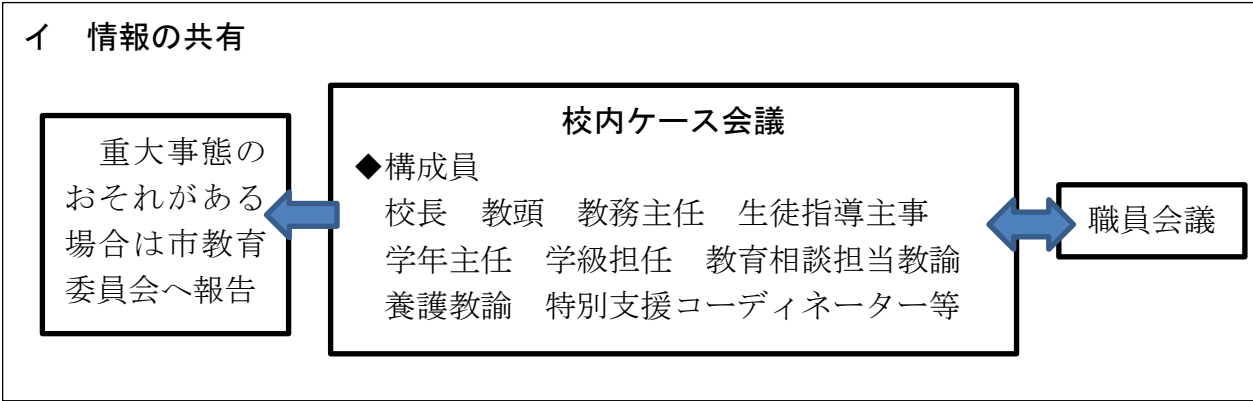 イ　情報の共有
重大事態の
おそれがある
場合は市教育
委員会へ報告
校内ケース会議
◆構成員
校長　教頭　教務主任　生徒指導主事
学年主任　学級担任　教育相談担当教諭
養護教諭　特別支援コーディネーター等
職員会議